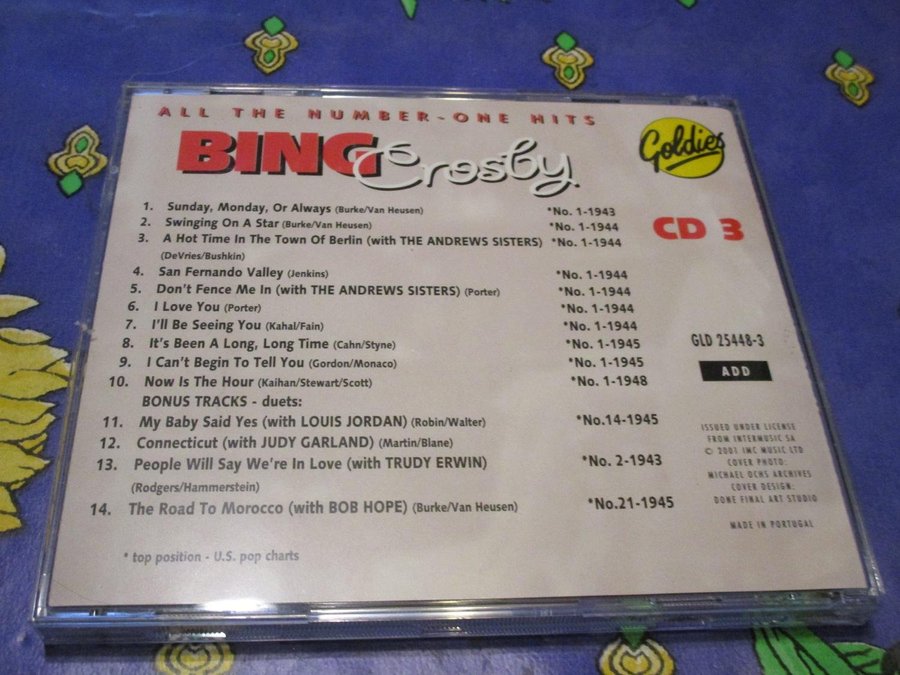 ALL THE NUMBER-ONE HITS
BING Crosby
Goldies
CD 3
1. Sunday, Monday, Or Always (Burke/Van Heusen) *No. 1-1943
2. Swinging On A Star (Burke/Van Heusen) *No. 1-1944
3. A Hot Time In The Town Of Berlin (with THE ANDREWS SISTERS) *No. 1-1944
(DeVries/Bushkin)
4. San Fernando Valley (Jenkins) *No. 1-1944
5. Don't Fence Me In (with THE ANDREWS SISTERS) (Porter) *No. 1-1944
6. I Love You (Porter) *No. 1-1944
7. I'll Be Seeing You (Kahal/Fain) *No. 1-1944
8. It's Been A Long, Long Time (Cahn/Styne) *No. 1-1945
9. I Can't Begin To Tell You (Gordon/Monaco) *No. 1-1945
10. Now Is The Hour (Kaihan/Stewart/Scott) *No. 1-1948
BONUS TRACKS - duets:
11. My Baby Said Yes (with LOUIS JORDAN) (Robin/Walter) *No.14-1945
12. Connecticut (with JUDY GARLAND) (Martin/Blane)
13. People Will Say We're In Love (with TRUDY ERWIN) *No. 2-1943
(Rodgers/Hammerstein)
14. The Road To Morocco (with BOB HOPE) (Burke/Van Heusen) *No.21-1945
* top position - U.S. pop charts
GLD 25448-3
ADD
ISSUED UNDER LICENSE
FROM INTERMUSIC SA
© 2001 IMC MUSIC LTD
COVER PHOTO:
MICHAEL OCHS ARCHIVES
COVER DESIGN:
DONE FINAL ART STUDIO
MADE IN PORTUGAL